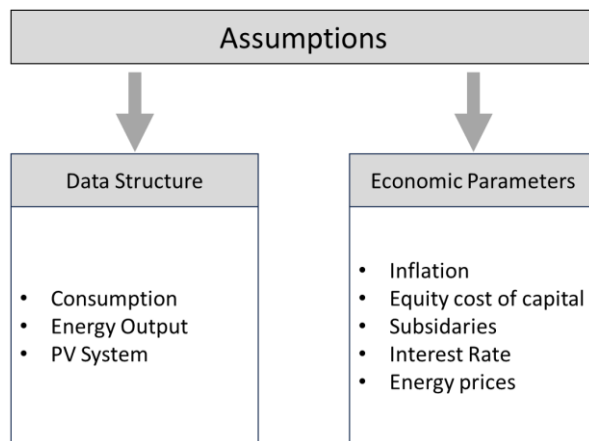 Assumptions
Data Structure
• Consumption
• Energy Output
• PV System
Economic Parameters
• Inflation
• Equity cost of capital
• Subsidaries
• Interest Rate
• Energy prices